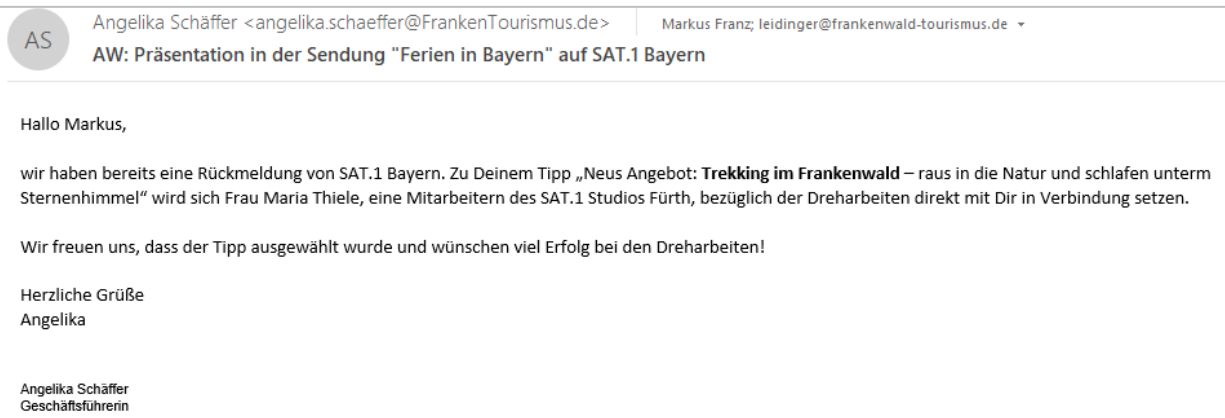 AS
Angelika Schäffer <angelika.schaeffer@FrankenTourismus.de>
Markus Franz; leidinger@frankenwald-tourismus.de
AW: Präsentation in der Sendung "Ferien in Bayern" auf SAT.1 Bayern
Hallo Markus,
wir haben bereits eine Rückmeldung von SAT.1 Bayern. Zu Deinem Tipp „Neus Angebot: Trekking im Frankenwald – raus in die Natur und schlafen unterm
Sternenhimmel“ wird sich Frau Maria Thiele, eine Mitarbeitern des SAT.1 Studios Fürth, bezüglich der Dreharbeiten direkt mit Dir in Verbindung setzen.
Wir freuen uns, dass der Tipp ausgewählt wurde und wünschen viel Erfolg bei den Dreharbeiten!
Herzliche Grüße
Angelika
Angelika Schäffer
Geschäftsführerin